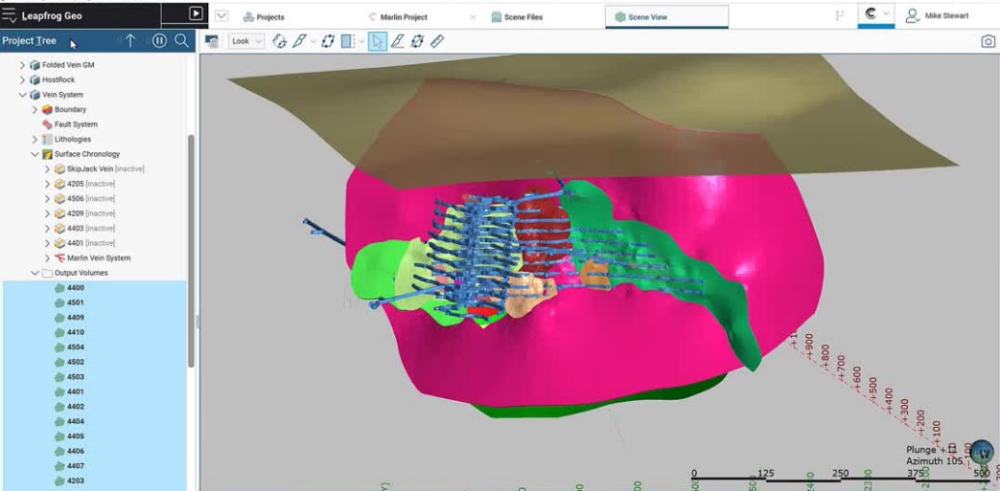 Leapfrog Geo
Projects
Marlin Project
Scene Files
Scene View
Mike Stewart
Project Tree
Look
Folded Vein GM
HostRock
Vein System
Boundary
Fault System
Lithologies
Surface Chronology
SkipJack Vein [inactive]
4205 [inactive]
4506 [inactive]
4209 [inactive]
4403 [inactive]
4401 [inactive]
Marlin Vein System
Output Volumes
4400
4501
4409
4410
4504
4502
4503
4401
4402
4404
4405
4406
4407
4203
+900
+800
+700
+600
+500
+400
+300
+200
+100
Plunge +11
Azimuth 105
0 125 250 375 500